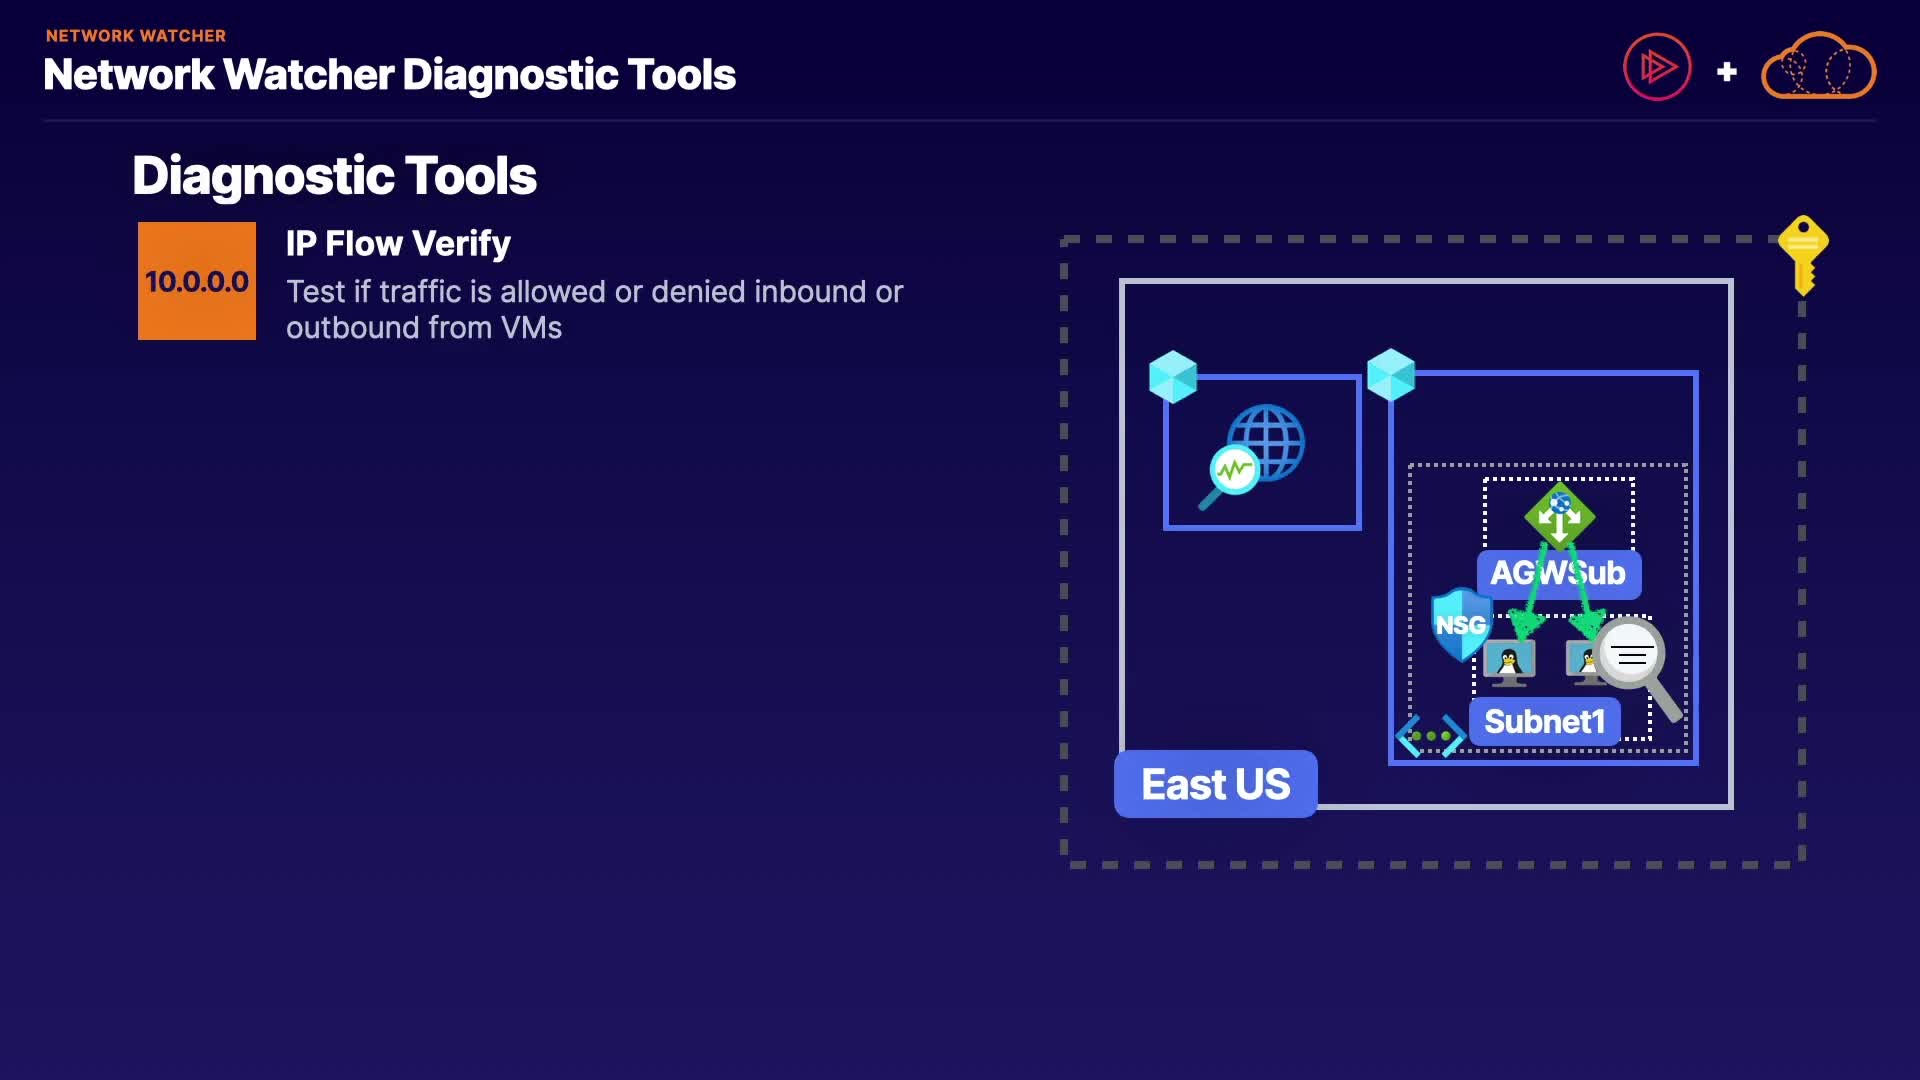 NETWORK WATCHER
Network Watcher Diagnostic Tools
Diagnostic Tools
10.0.0.0
IP Flow Verify
Test if traffic is allowed or denied inbound or
outbound from VMs
AGWSub
NSG
Subnet1
East US